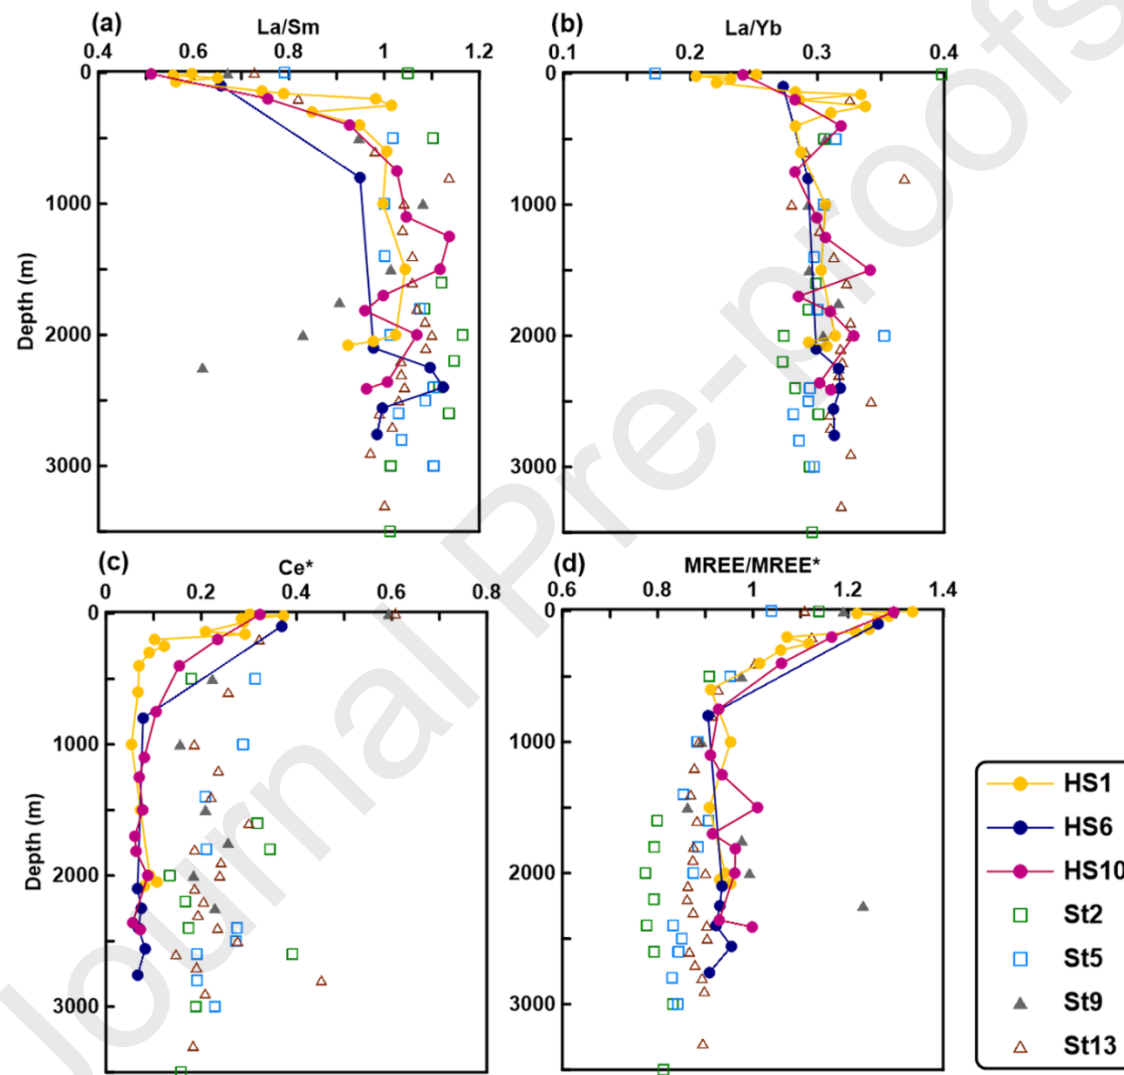 (a)
La/Sm
0.4 0.6 0.8 1 1.2
0
1000
2000
3000
Depth (m)
(b)
La/Yb
0.1 0.2 0.3 0.4
0
1000
2000
3000
(c)
Ce*
0 0.2 0.4 0.6 0.8
0
1000
2000
3000
Depth (m)
(d)
MREE/MREE*
0.6 0.8 1 1.2 1.4
0
1000
2000
3000
HS1
HS6
HS10
St2
St5
St9
St13
Journal Pre-proofs